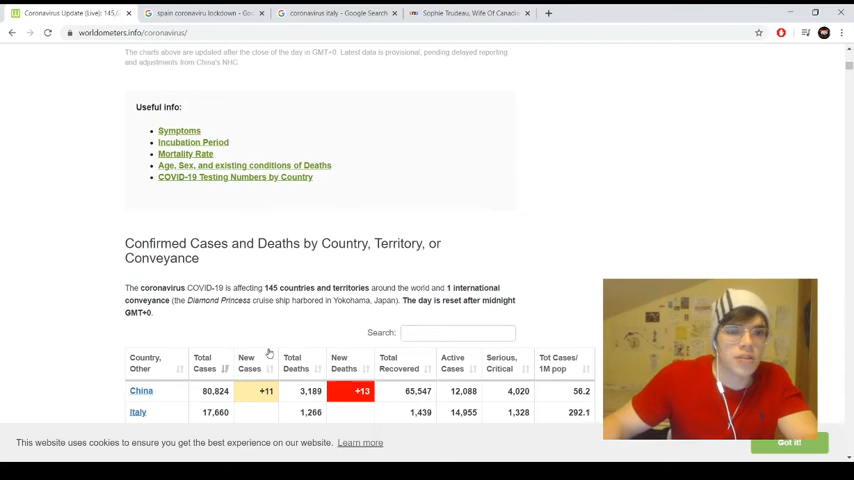 Coronavirus Update (Live): 145,
spain coronaviru lockdown - Goo
coronavirus italy - Google Search
Sophie Trudeau, Wife Of Canadi
worldometers.info/coronavirus/
The charts above are updated after the close of the day in GMT+0. Latest data is provisional, pending delayed reporting
and adjustments from China's NHC
Useful info:
Symptoms
Incubation Period
Mortality Rate
Age, Sex, and existing conditions of Deaths
COVID-19 Testing Numbers by Country
Confirmed Cases and Deaths by Country, Territory, or
Conveyance
The coronavirus COVID-19 is affecting 145 countries and territories around the world and 1 international
conveyance (the Diamond Princess cruise ship harbored in Yokohama, Japan). The day is reset after midnight
GMT+0.
Search:
Country, Other Total Cases New Cases Total Deaths New Deaths Total Recovered Active Cases Serious, Critical Tot Cases/ 1M pop
China 80,824 +11 3,189 +13 65,547 12,088 4,020 56.2
Italy 17,660 1,266 1,439 14,955 1,328 292.1
This website uses cookies to ensure you get the best experience on our website. Learn more
Got it!